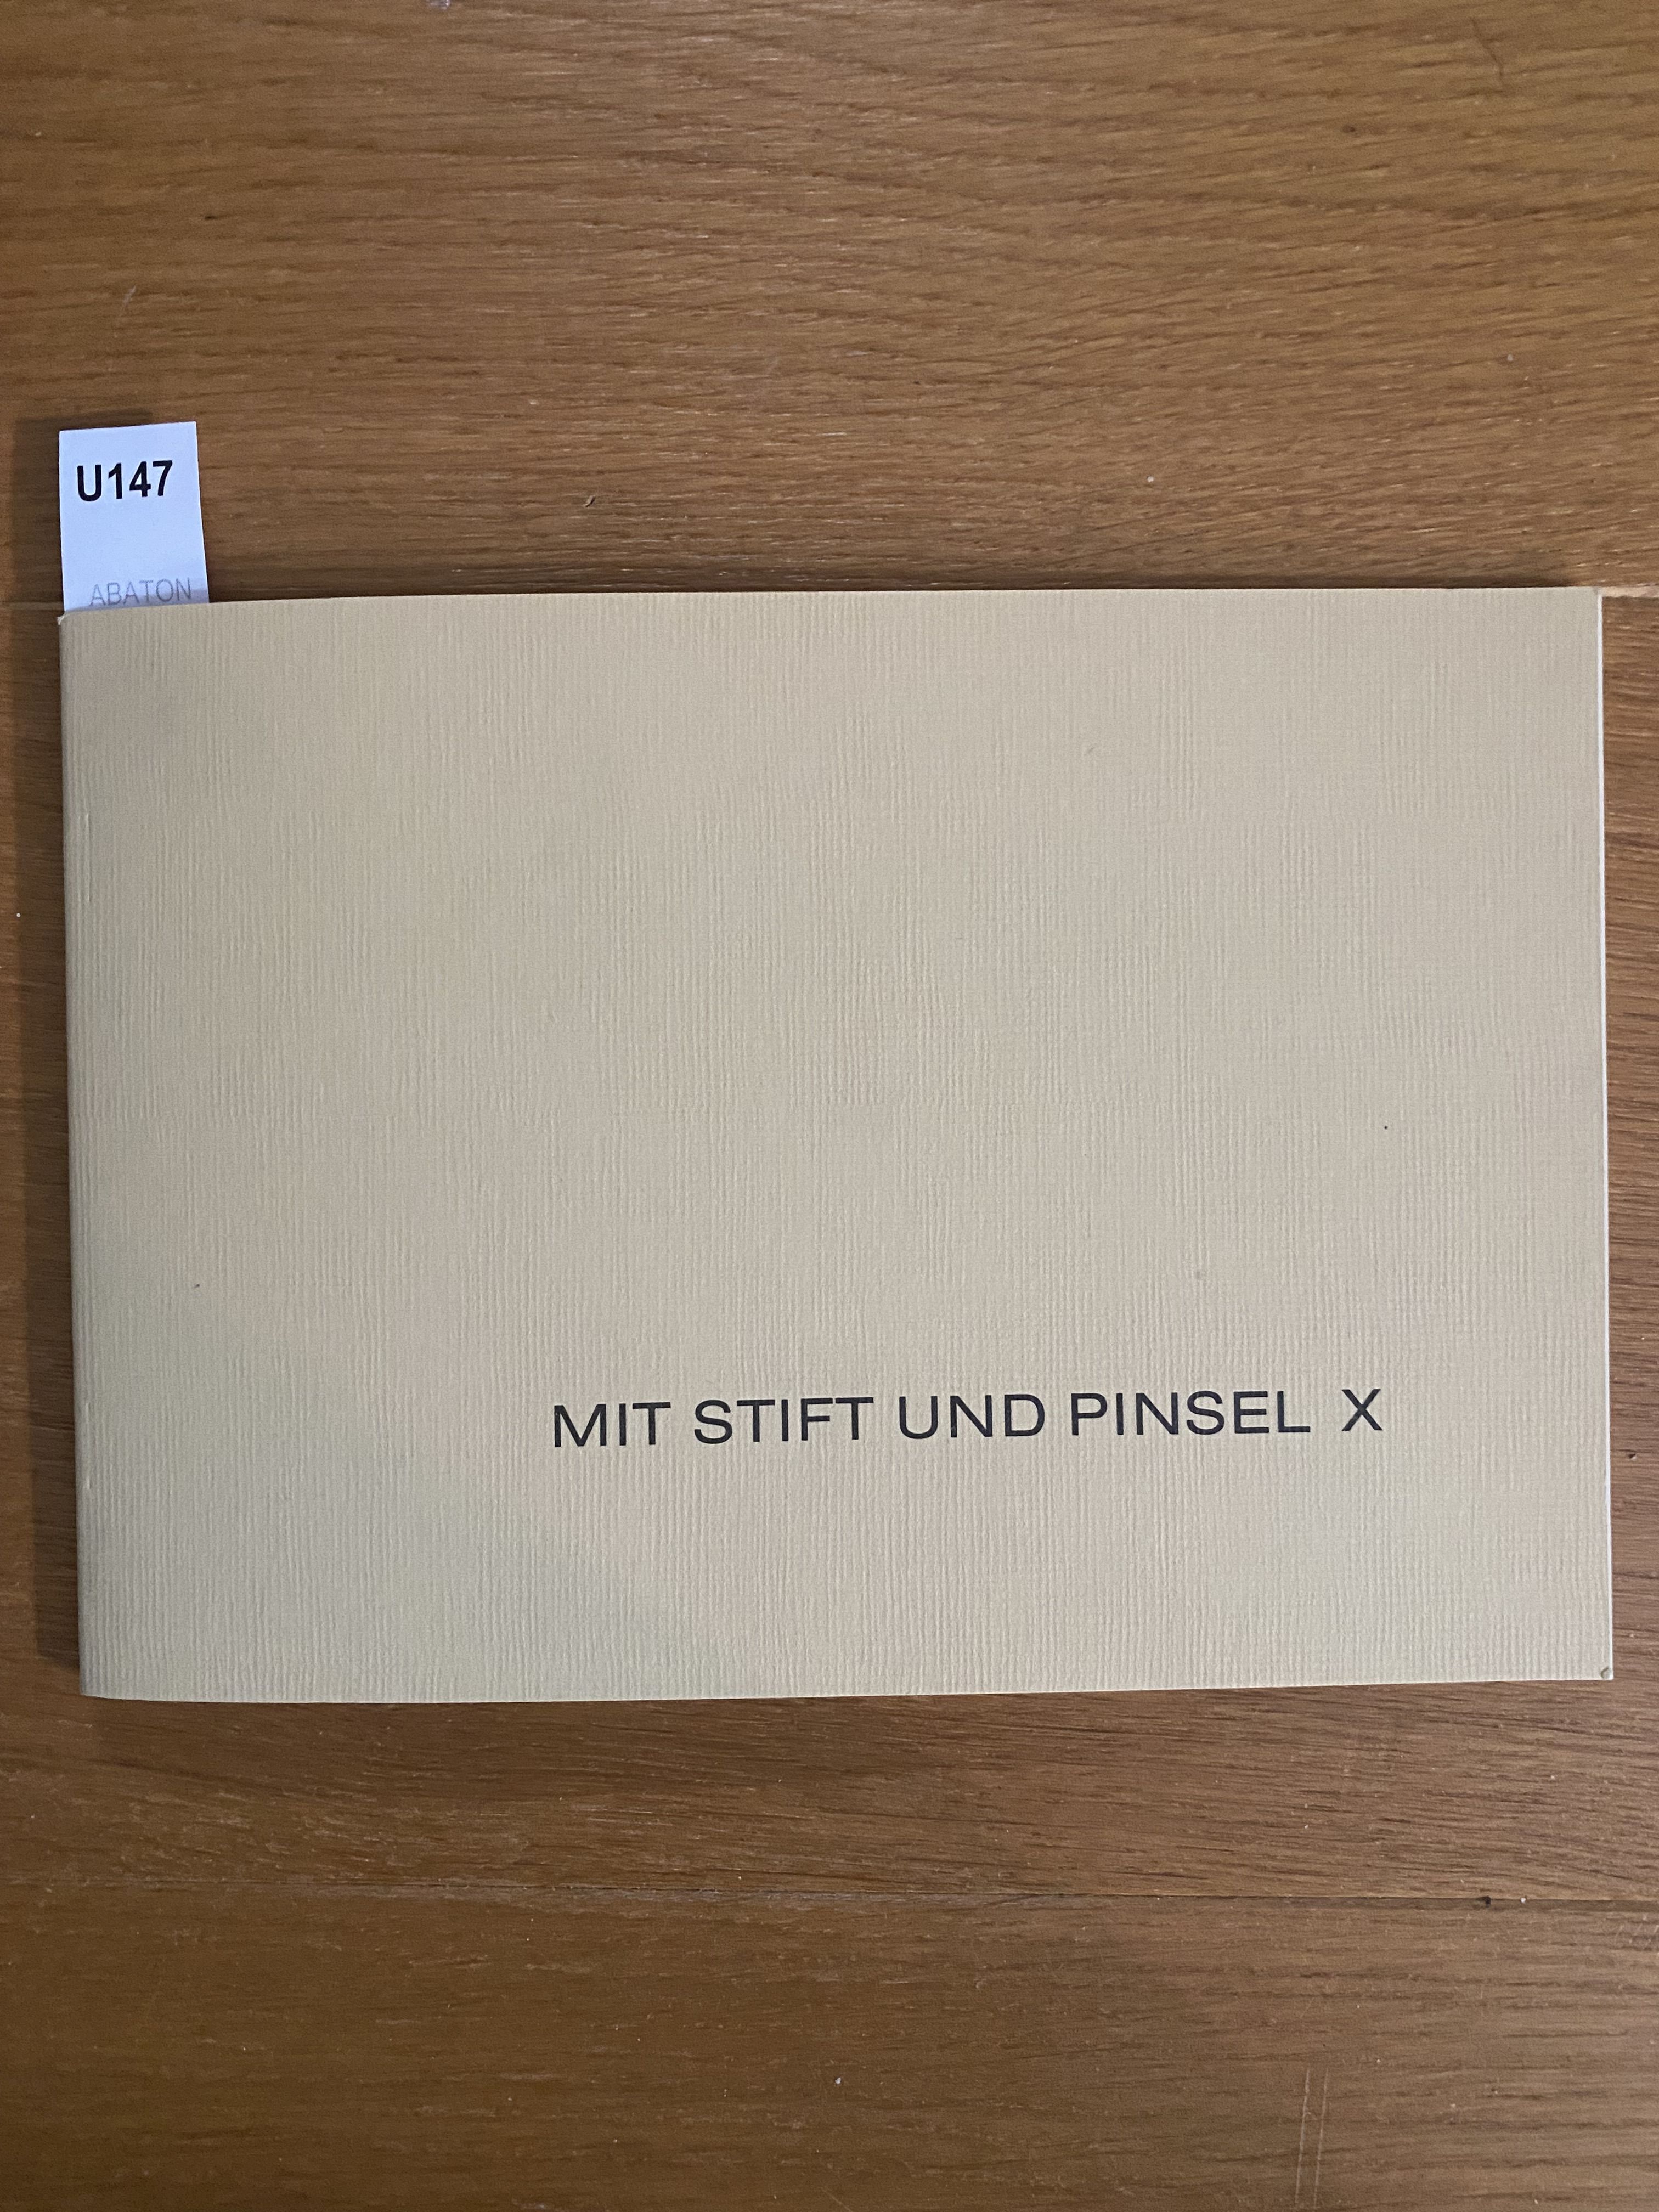 U147
ABATON
MIT STIFT UND PINSEL X